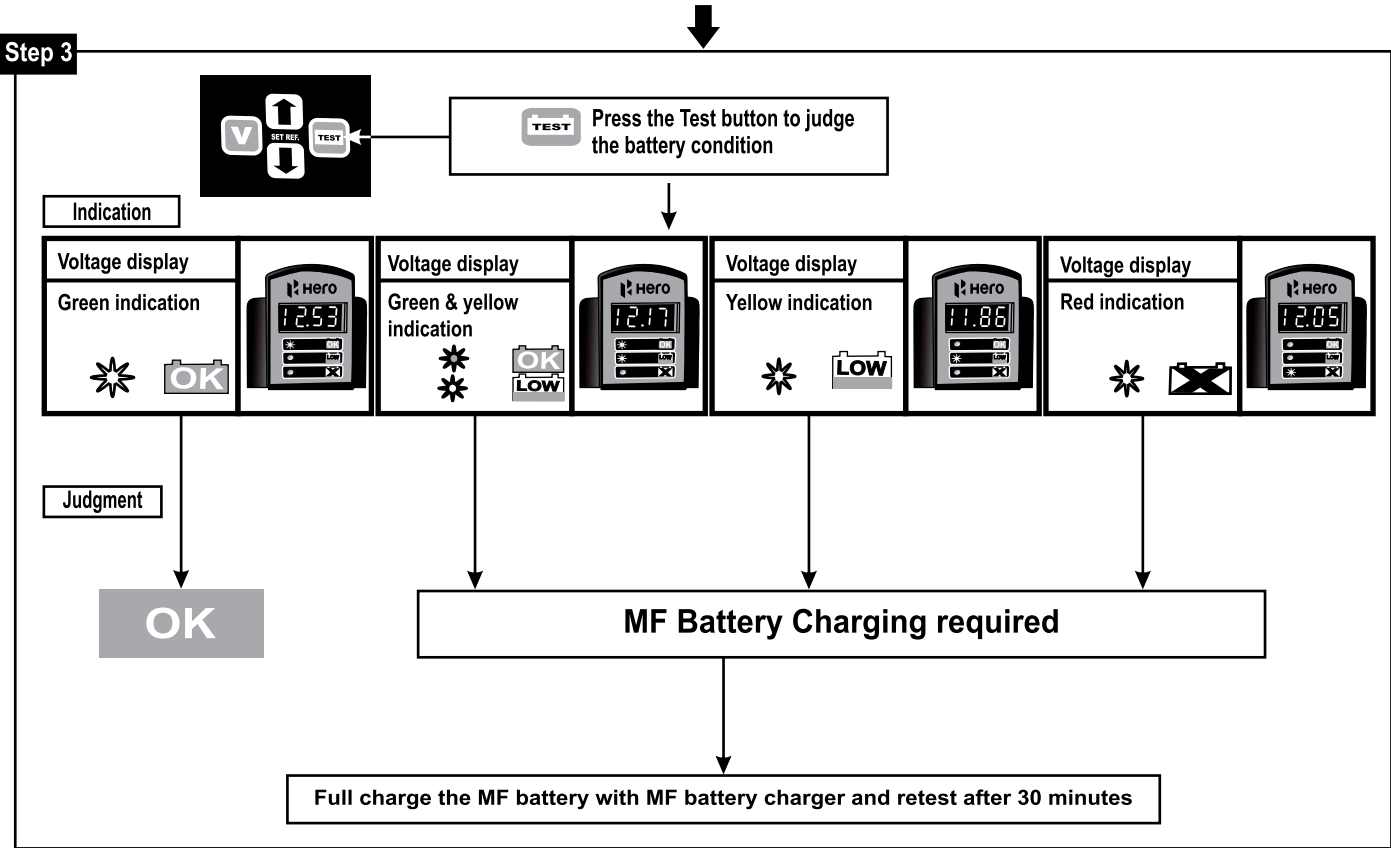 Step 3
V
SET REF.
TEST
TEST
Press the Test button to judge
the battery condition
Indication
Voltage display
Green indication
OK
Hero
12.53
OK
LOW
X
Voltage display
Green & yellow
indication
OK
LOW
Hero
12.17
OK
LOW
X
Voltage display
Yellow indication
LOW
Hero
11.86
OK
LOW
X
Voltage display
Red indication
X
Hero
12.05
OK
LOW
X
Judgment
OK
MF Battery Charging required
Full charge the MF battery with MF battery charger and retest after 30 minutes